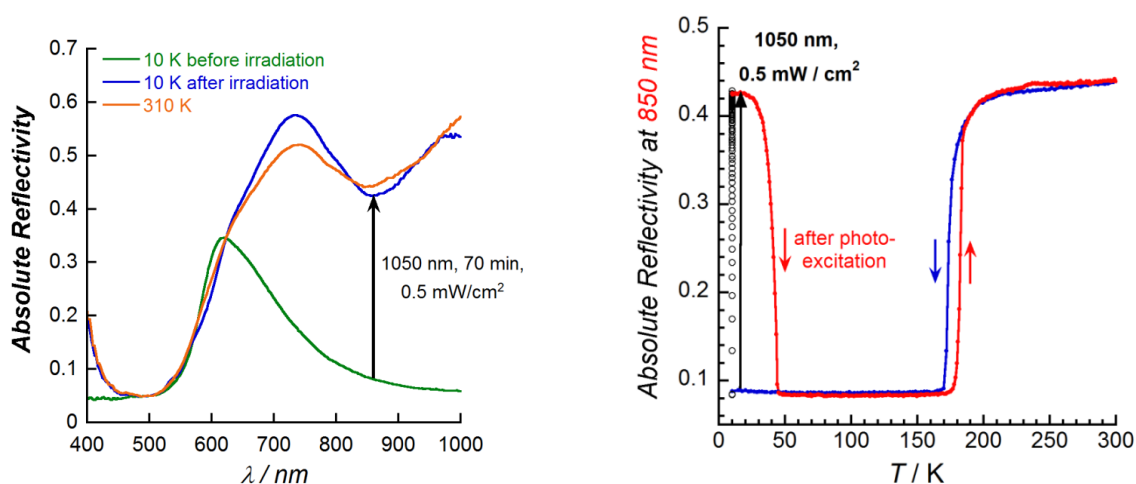 Absolute Reflectivity
0.7
0.6
0.5
0.4
0.3
0.2
0.1
0
10 K before irradiation
10 K after irradiation
310 K
1050 nm, 70 min,
0.5 mW/cm²
400 500 600 700 800 900 1000
λ / nm
Absolute Reflectivity at 850 nm
0.5
0.4
0.3
0.2
0.1
1050 nm,
0.5 mW / cm²
after photo-
excitation
0 50 100 150 200 250 300
T / K